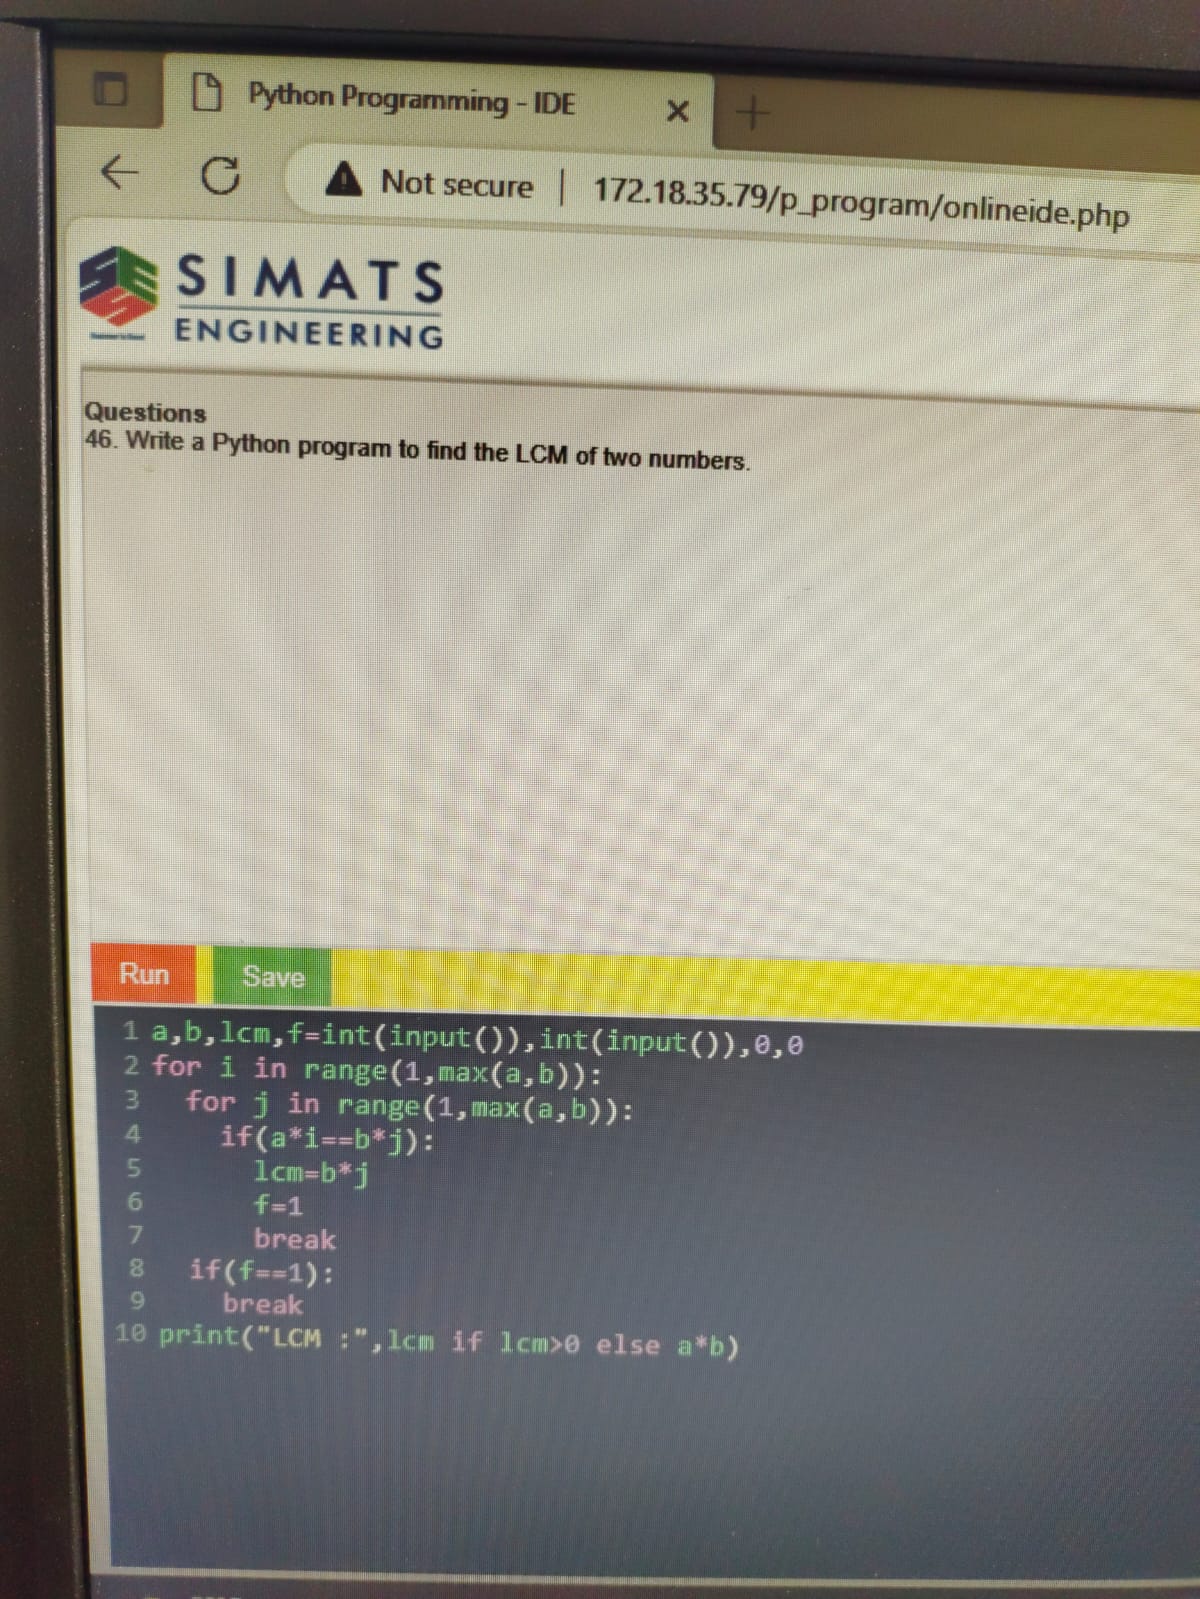 Python Programming - IDE
Not secure | 172.18.35.79/p_program/onlineide.php
SIMATS
ENGINEERING
Questions
46. Write a Python program to find the LCM of two numbers.
Run Save
1 a,b,lcm,f=int(input()),int(input()),0,0
2 for i in range(1,max(a,b)):
3   for j in range(1,max(a,b)):
4     if(a*i==b*j):
5       lcm=b*j
6       f=1
7       break
8   if(f==1):
9     break
10 print("LCM :",lcm if lcm>0 else a*b)